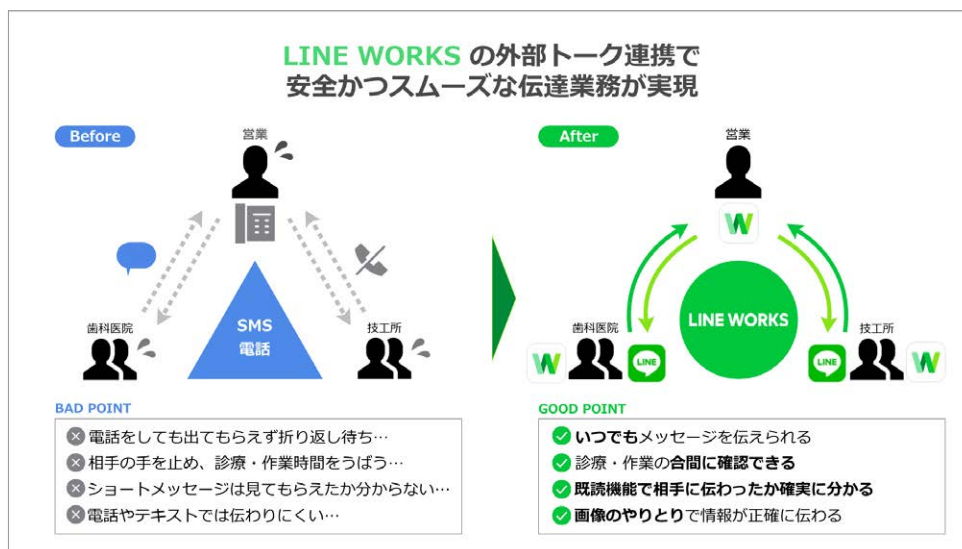 LINE WORKS の外部トーク連携で
安全かつスムーズな伝達業務が実現
Before
営業
歯科医院
技工所
SMS
電話
BAD POINT
電話をしても出てもらえず折り返し待ち…
相手の手を止め、診療・作業時間をうばう…
ショートメッセージは見てもらえたか分からない…
電話やテキストでは伝わりにくい…
After
営業
W
LINE WORKS
歯科医院
W
LINE
技工所
LINE
W
GOOD POINT
いつでもメッセージを伝えられる
診療・作業の合間に確認できる
既読機能で相手に伝わったか確実に分かる
画像のやりとりで情報が正確に伝わる